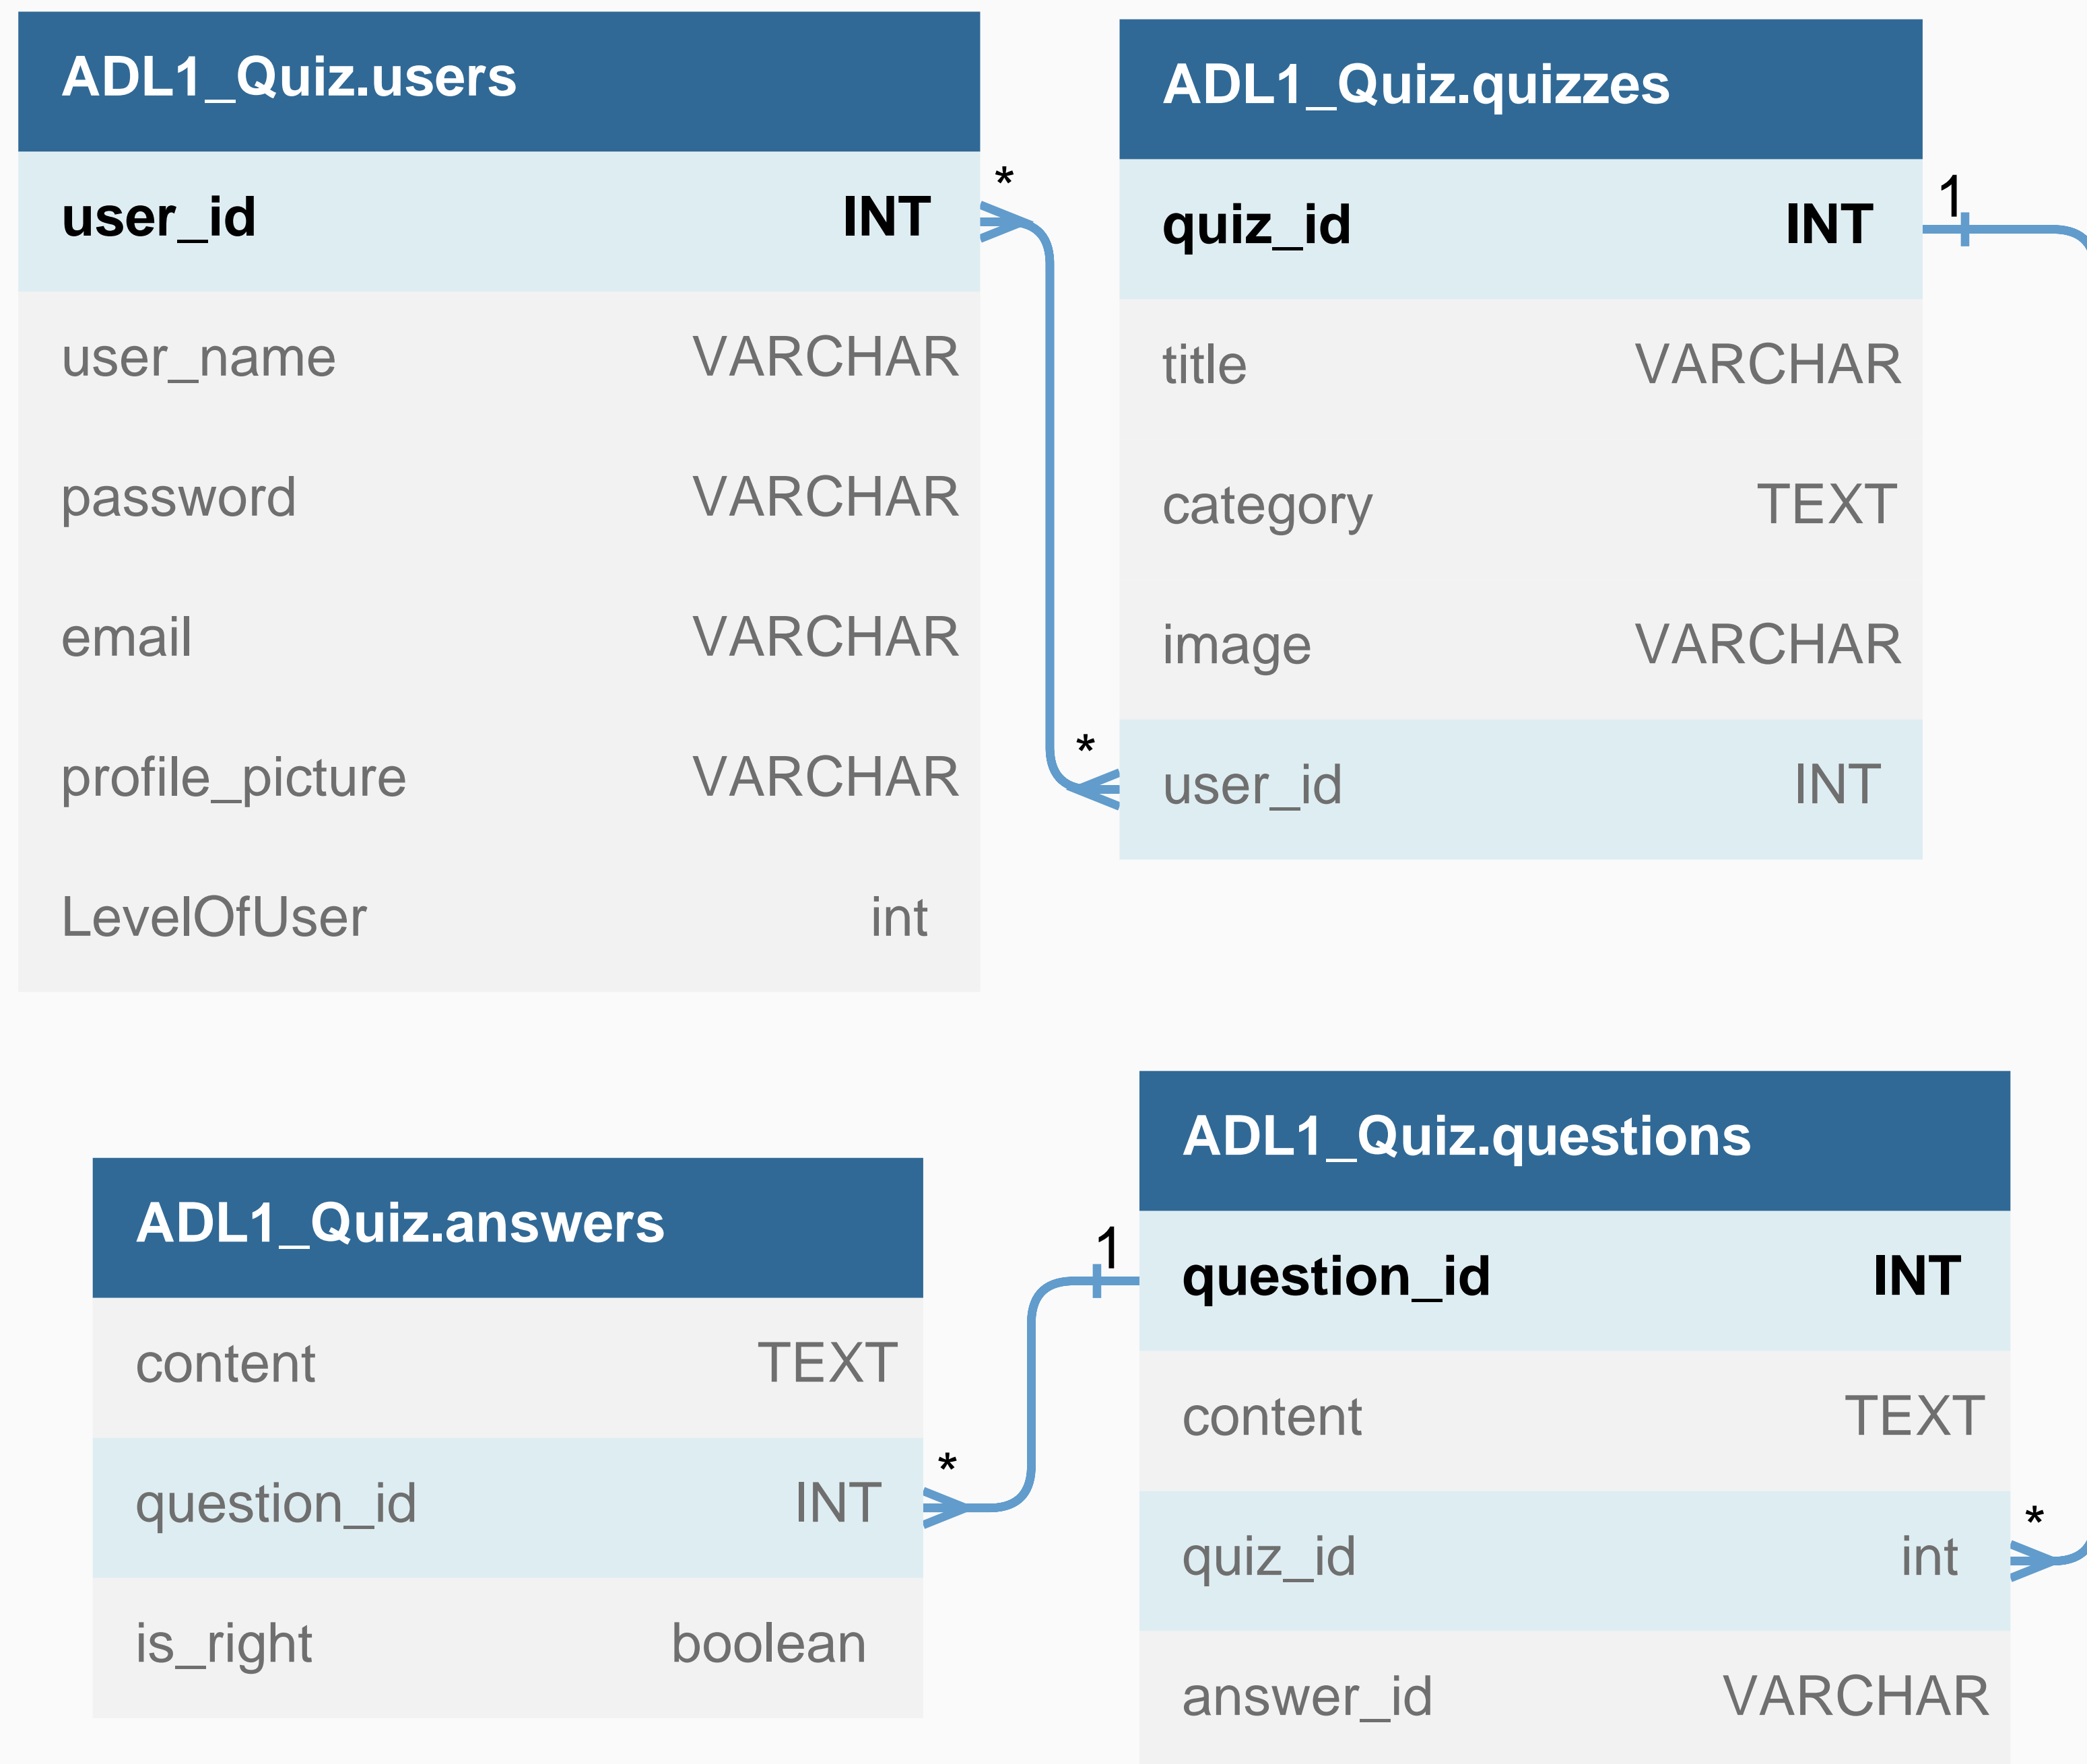 ADL1_Quiz.users
user_id INT
user_name VARCHAR
password VARCHAR
email VARCHAR
profile_picture VARCHAR
LevelOfUser int
*
*
ADL1_Quiz.quizzes
quiz_id INT
1
title VARCHAR
category TEXT
image VARCHAR
user_id INT
ADL1_Quiz.answers
content TEXT
question_id INT
*
is_right boolean
1
ADL1_Quiz.questions
question_id INT
content TEXT
quiz_id int
*
answer_id VARCHAR